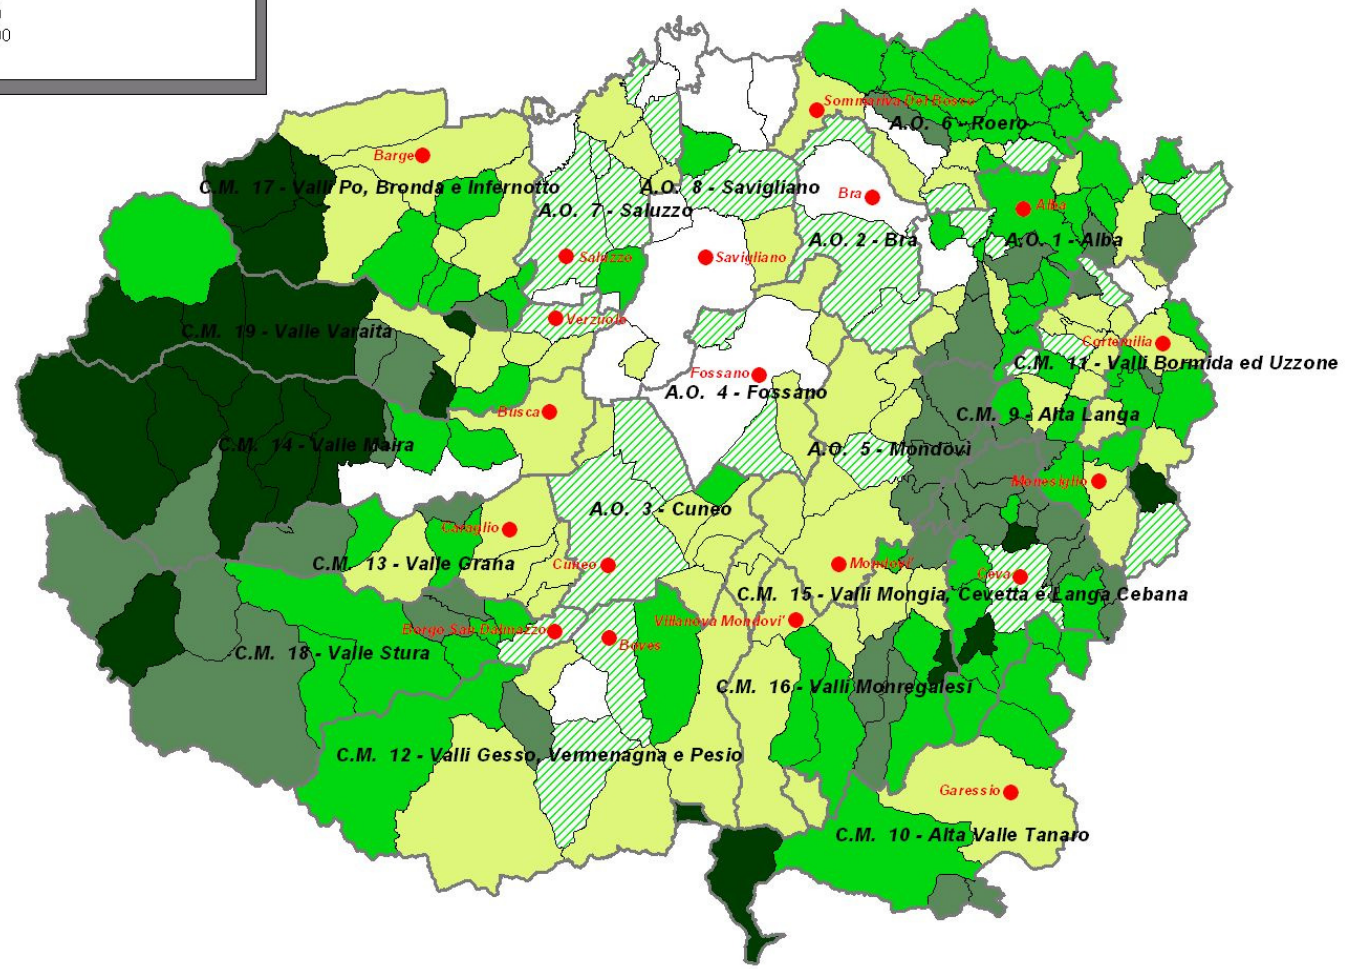 00
Sommariva Del Bosco
A.O. 6 - Roero
Barge
C.M. 17 - Valli Po, Bronda e Infernotto
A.O. 8 - Savigliano
Bra
A.O. 7 - Saluzzo
Alba
A.O. 2 - Bra
A.O. 1 - Alba
Saluzzo
Savigliano
Verzuolo
C.M. 19 - Valle Varaita
Cortemilia
C.M. 11 - Valli Bormida ed Uzzone
Fossano
A.O. 4 - Fossano
Busca
C.M. 9 - Alta Langa
C.M. 14 - Valle Maira
A.O. 5 - Mondovì
Monesiglio
A.O. 3 - Cuneo
Caraglio
C.M. 13 - Valle Grana
Cuneo
Mondovi'
Ceva
C.M. 15 - Valli Mongia, Cevetta e Langa Cebana
Villanova Mondovi'
Borgo San Dalmazzo
Boves
C.M. 18 - Valle Stura
C.M. 16 - Valli Monregalesi
C.M. 12 - Valli Gesso, Vermenagna e Pesio
Garessio
C.M. 10 - Alta Valle Tanaro